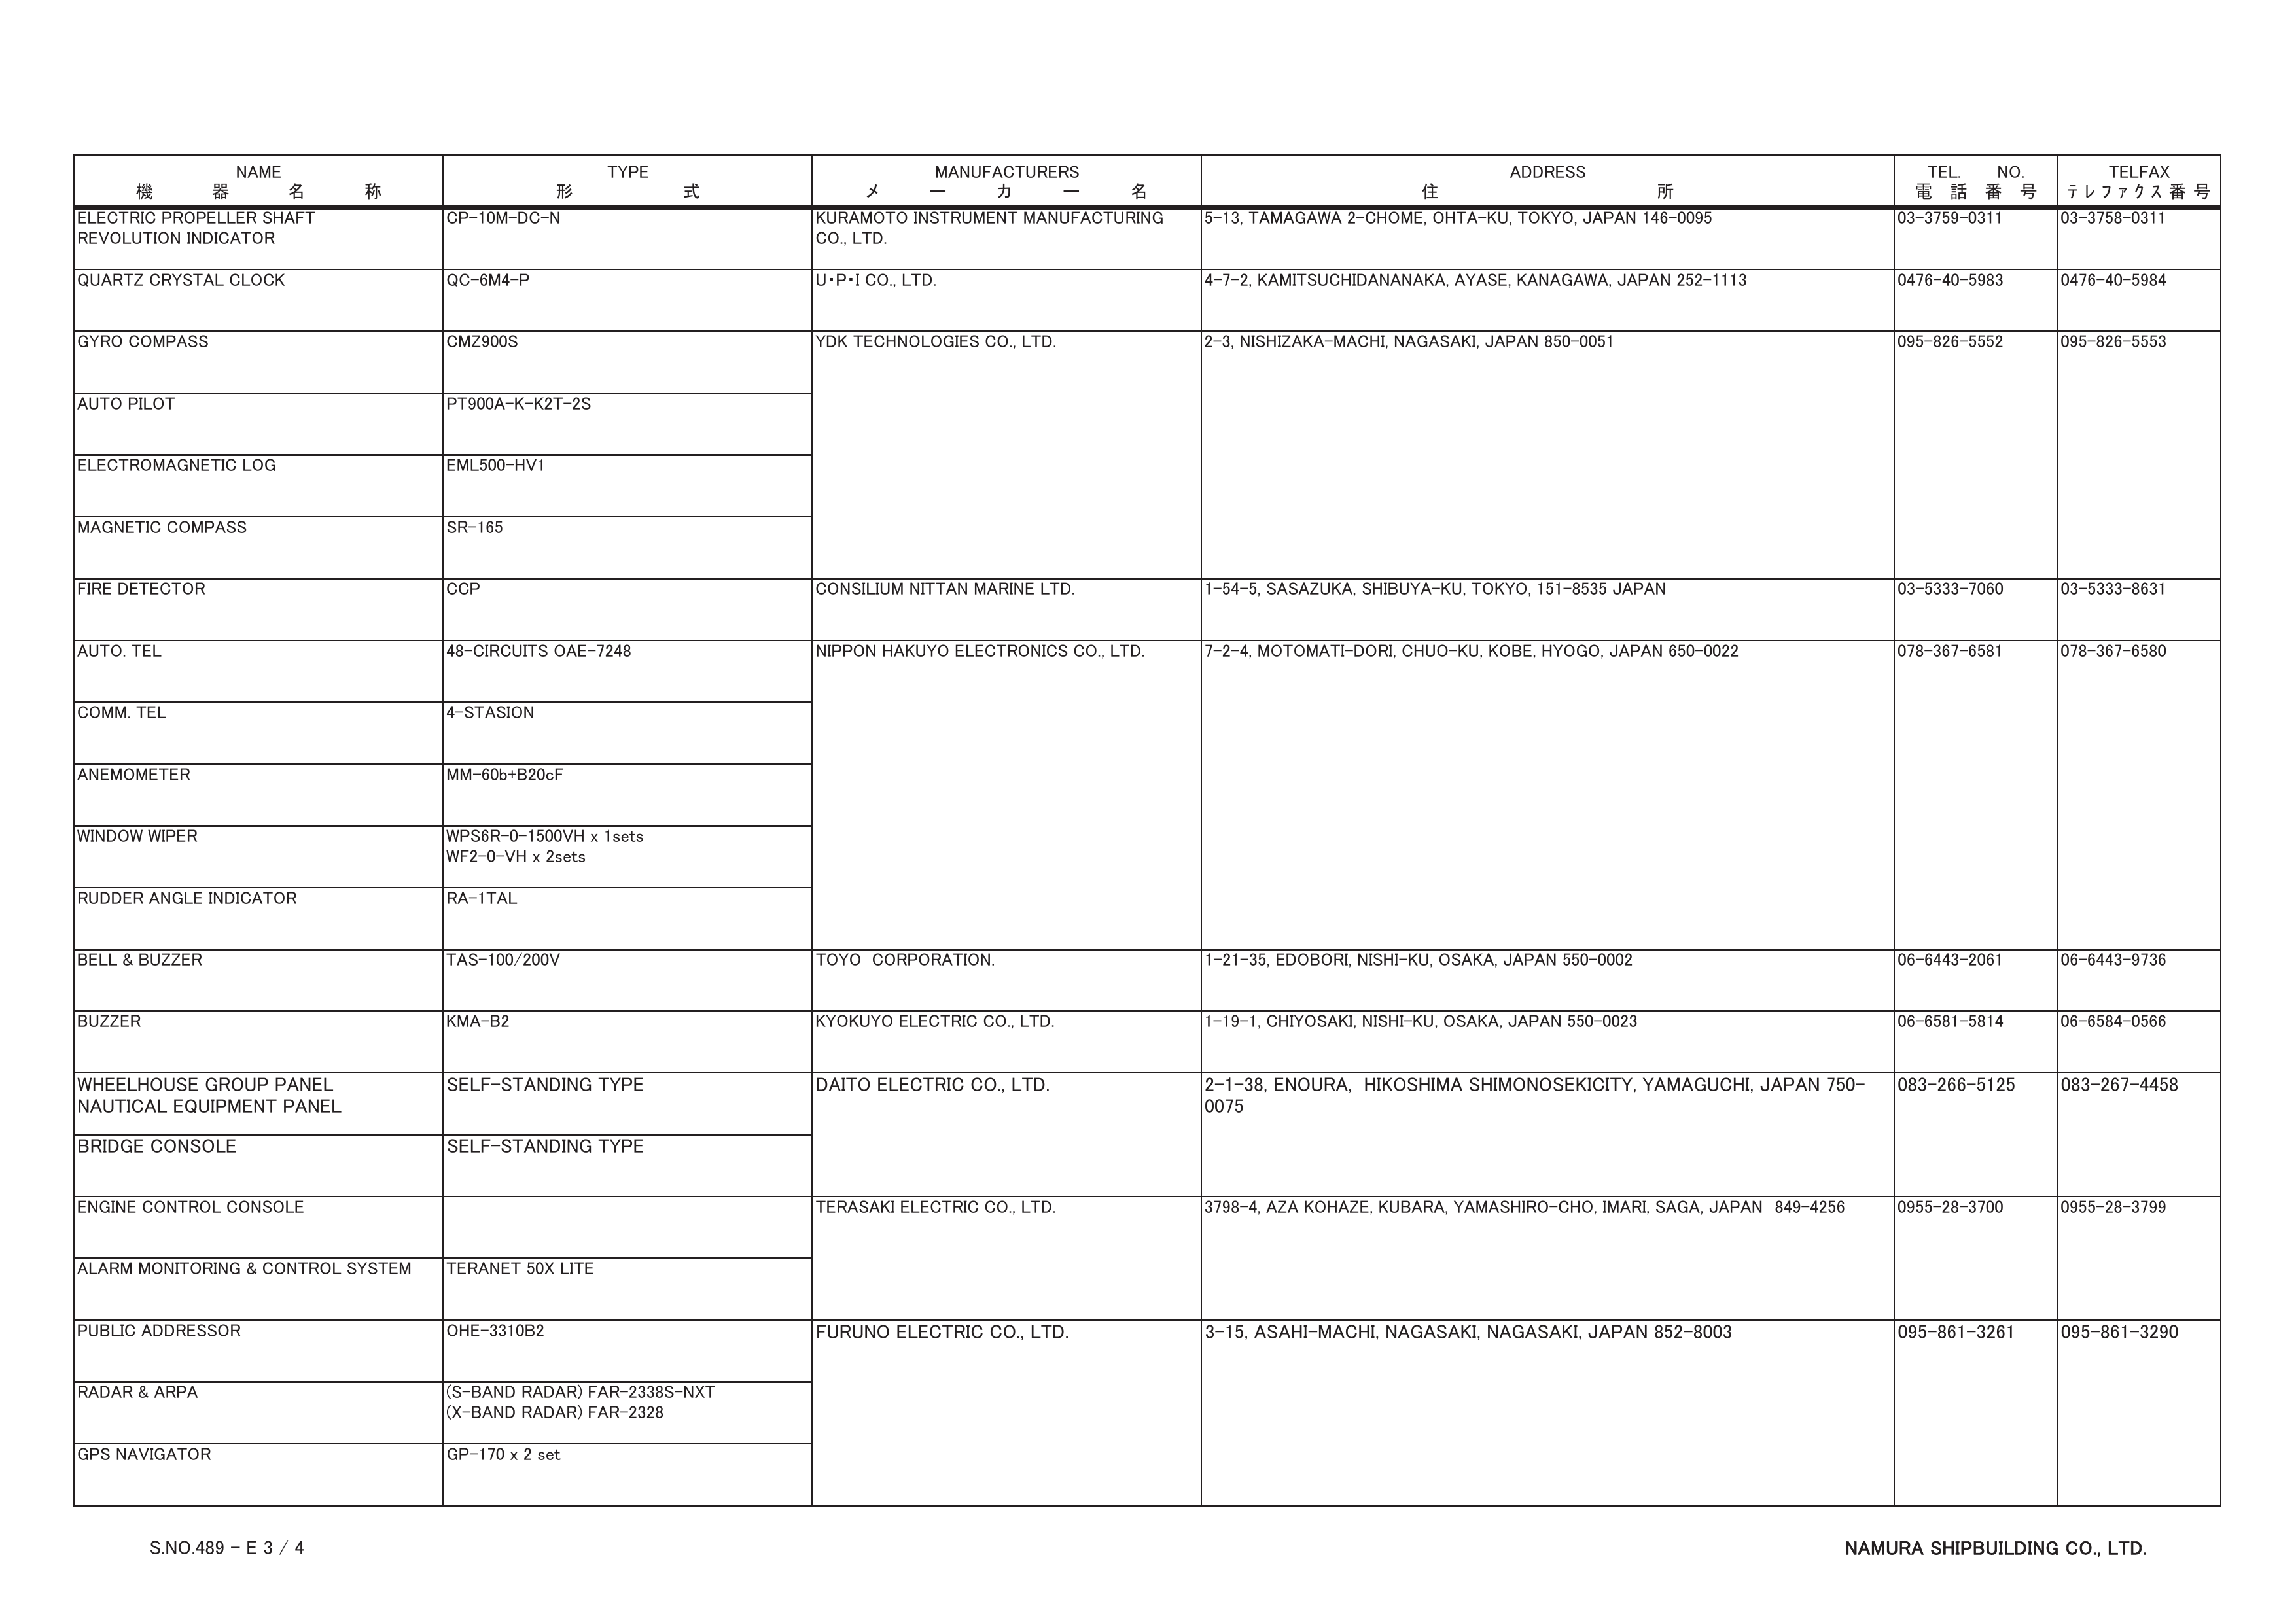 NAME TYPE MANUFACTURERS ADDRESS TEL. NO. TELFAX
機器名称 形式 メーカー名 住所 電話番号 テレファクス番号
ELECTRIC PROPELLER SHAFT CP-10M-DC-N KURAMOTO INSTRUMENT MANUFACTURING 5-13, TAMAGAWA 2-CHOME, OHTA-KU, TOKYO, JAPAN 146-0095 03-3759-0311 03-3758-0311
REVOLUTION INDICATOR CO., LTD.
QUARTZ CRYSTAL CLOCK QC-6M4-P U・P・I CO., LTD. 4-7-2, KAMITSUCHIDANANAKA, AYASE, KANAGAWA, JAPAN 252-1113 0476-40-5983 0476-40-5984
GYRO COMPASS CMZ900S YDK TECHNOLOGIES CO., LTD. 2-3, NISHIZAKA-MACHI, NAGASAKI, JAPAN 850-0051 095-826-5552 095-826-5553
AUTO PILOT PT900A-K-K2T-2S
ELECTROMAGNETIC LOG EML500-HV1
MAGNETIC COMPASS SR-165
FIRE DETECTOR CCP CONSILIUM NITTAN MARINE LTD. 1-54-5, SASAZUKA, SHIBUYA-KU, TOKYO, 151-8535 JAPAN 03-5333-7060 03-5333-8631
AUTO. TEL 48-CIRCUITS OAE-7248 NIPPON HAKUYO ELECTRONICS CO., LTD. 7-2-4, MOTOMATI-DORI, CHUO-KU, KOBE, HYOGO, JAPAN 650-0022 078-367-6581 078-367-6580
COMM. TEL 4-STASION
ANEMOMETER MM-60b+B20cF
WINDOW WIPER WPS6R-0-1500VH x 1sets
WF2-0-VH x 2sets
RUDDER ANGLE INDICATOR RA-1TAL
BELL & BUZZER TAS-100/200V TOYO CORPORATION. 1-21-35, EDOBORI, NISHI-KU, OSAKA, JAPAN 550-0002 06-6443-2061 06-6443-9736
BUZZER KMA-B2 KYOKUYO ELECTRIC CO., LTD. 1-19-1, CHIYOSAKI, NISHI-KU, OSAKA, JAPAN 550-0023 06-6581-5814 06-6584-0566
WHEELHOUSE GROUP PANEL SELF-STANDING TYPE DAITO ELECTRIC CO., LTD. 2-1-38, ENOURA, HIKOSHIMA SHIMONOSEKICITY, YAMAGUCHI, JAPAN 750- 083-266-5125 083-267-4458
NAUTICAL EQUIPMENT PANEL 0075
BRIDGE CONSOLE SELF-STANDING TYPE
ENGINE CONTROL CONSOLE TERASAKI ELECTRIC CO., LTD. 3798-4, AZA KOHAZE, KUBARA, YAMASHIRO-CHO, IMARI, SAGA, JAPAN 849-4256 0955-28-3700 0955-28-3799
ALARM MONITORING & CONTROL SYSTEM TERANET 50X LITE
PUBLIC ADDRESSOR OHE-3310B2 FURUNO ELECTRIC CO., LTD. 3-15, ASAHI-MACHI, NAGASAKI, NAGASAKI, JAPAN 852-8003 095-861-3261 095-861-3290
RADAR & ARPA (S-BAND RADAR) FAR-2338S-NXT
(X-BAND RADAR) FAR-2328
GPS NAVIGATOR GP-170 x 2 set
S.NO.489 - E 3 / 4 NAMURA SHIPBUILDING CO., LTD.